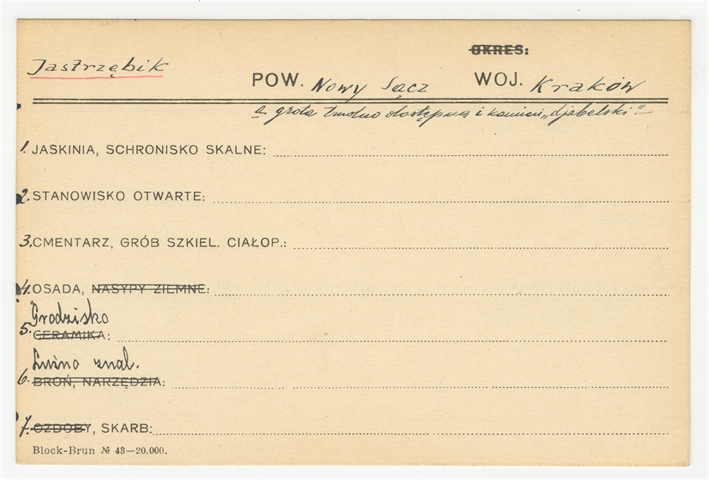 OKRES:
Jastrzębik POW. Nowy Sącz WOJ. Kraków
a. grota trudno dostępna i kamień „djabelski".
1. JASKINIA, SCHRONISKO SKALNE:
2. STANOWISKO OTWARTE:
3. CMENTARZ, GRÓB SZKIEL. CIAŁOP.:
4. OSADA, NASYPY ZIEMNE:
Grodzisko
5. CERAMIKA:
Luźno znal.
6. BROŃ, NARZĘDZIA:
7. OZDOBY, SKARB:
Block-Brun № 43—20.000.